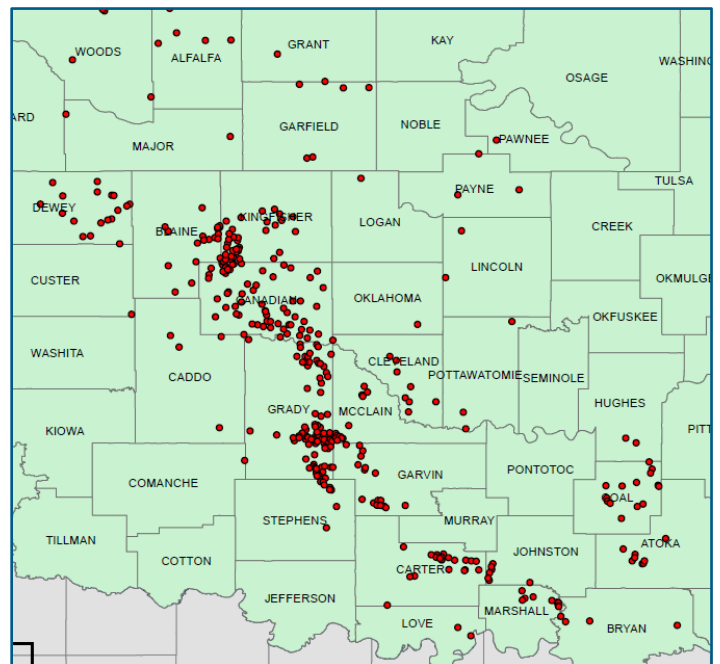 KAY
GRANT
WOODS
ALFALFA
WASHING
OSAGE
ARD
GARFIELD
NOBLE
PAWNEE
MAJOR
TULSA
PAYNE
DEWEY
KINGFISHER
LOGAN
CREEK
BLAINE
LINCOLN
CUSTER
OKMULGE
CANADIAN
OKLAHOMA
OKFUSKEE
WASHITA
CLEVELAND
CADDO
POTTAWATOMIE
SEMINOLE
HUGHES
GRADY
MCCLAIN
KIOWA
PITT
PONTOTOC
GARVIN
COMANCHE
COAL
STEPHENS
MURRAY
TILLMAN
ATOKA
JOHNSTON
COTTON
CARTER
JEFFERSON
MARSHALL
LOVE
BRYAN